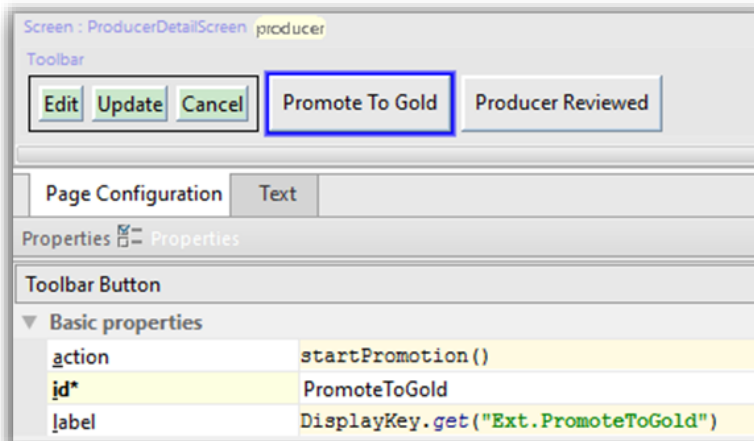 Screen : ProducerDetailScreen producer
Toolbar
Edit Update Cancel Promote To Gold Producer Reviewed
Page Configuration Text
Properties Properties
Toolbar Button
Basic properties
action startPromotion()
id* PromoteToGold
label DisplayKey.get("Ext.PromoteToGold")